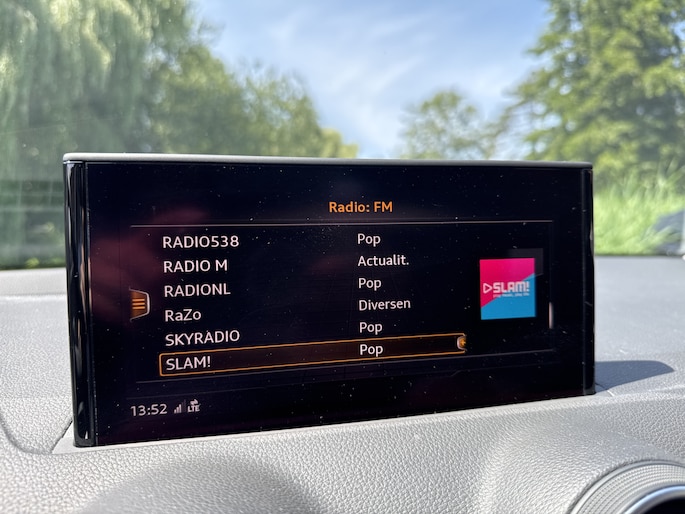 Radio: FM
RADIO538 Pop
RADIO M Actualit.
RADIONL Pop
RaZo Diversen
SKYRADIO Pop
SLAM! Pop
SLAM!
13:52 LTE